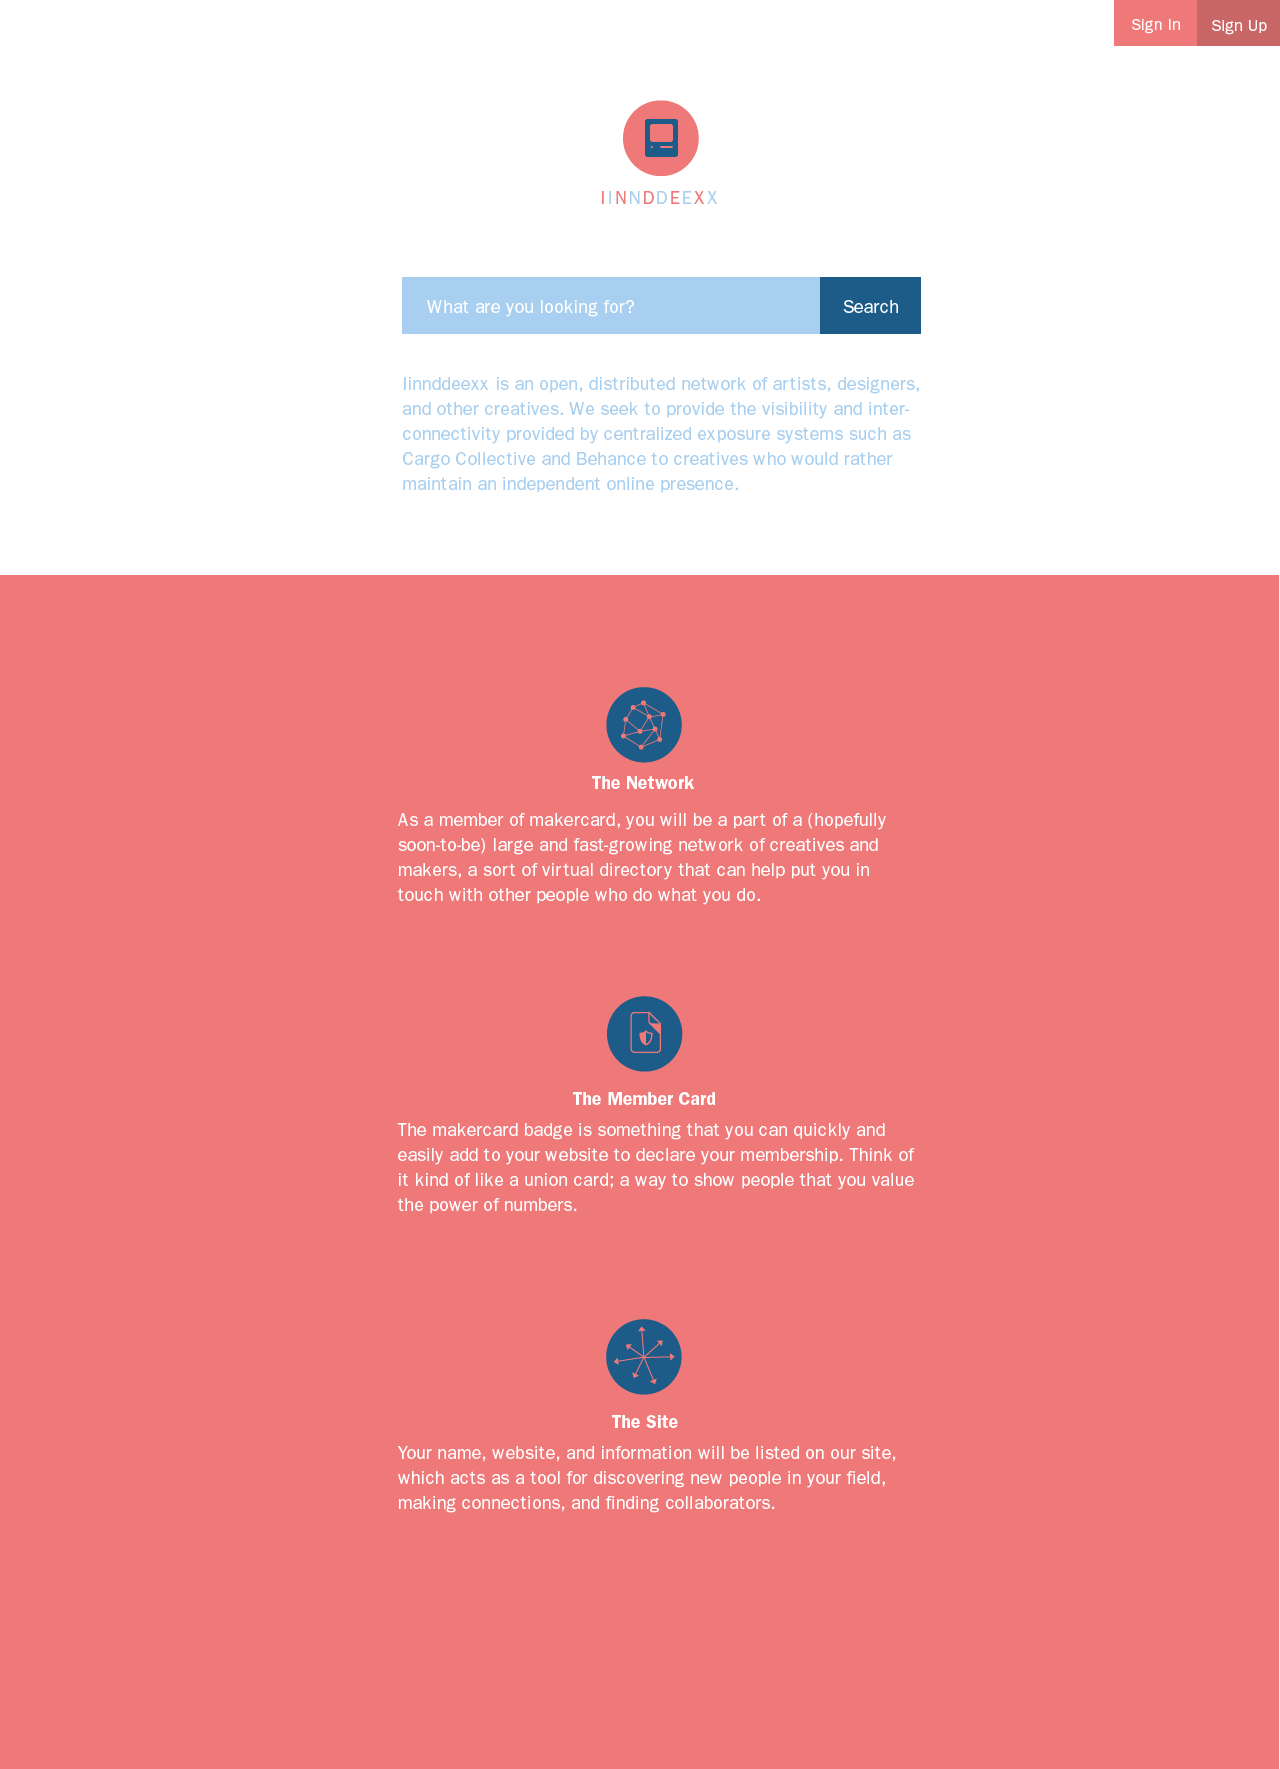 Sign In Sign Up
IINNDDEEXX
What are you looking for? Search
Iinnddeexx is an open, distributed network of artists, designers,
and other creatives. We seek to provide the visibility and inter-
connectivity provided by centralized exposure systems such as
Cargo Collective and Behance to creatives who would rather
maintain an independent online presence.
The Network
As a member of makercard, you will be a part of a (hopefully
soon-to-be) large and fast-growing network of creatives and
makers, a sort of virtual directory that can help put you in
touch with other people who do what you do.
The Member Card
The makercard badge is something that you can quickly and
easily add to your website to declare your membership. Think of
it kind of like a union card; a way to show people that you value
the power of numbers.
The Site
Your name, website, and information will be listed on our site,
which acts as a tool for discovering new people in your field,
making connections, and finding collaborators.